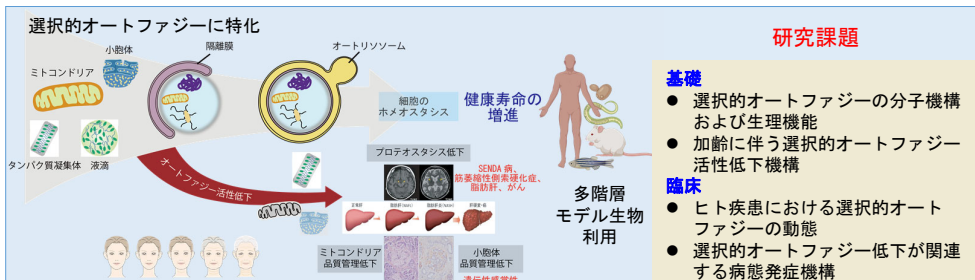 選択的オートファジーに特化
小胞体
隔離膜
オートリソソーム
ミトコンドリア
タンパク質凝集体
液滴
細胞の
ホメオスタシス
健康寿命の
増進
オートファジー活性低下
プロテオスタシス低下
SENDA 病、
筋萎縮性側索硬化症、
脂肪肝、がん
正常肝
ミトコンドリア
品質管理低下
小胞体
品質管理低下
多階層
モデル生物
利用
研究課題
基礎
● 選択的オートファジーの分子機構
および生理機能
● 加齢に伴う選択的オートファジー
活性低下機構
臨床
● ヒト疾患における選択的オート
ファジーの動態
● 選択的オートファジー低下が関連
する病態発症機構